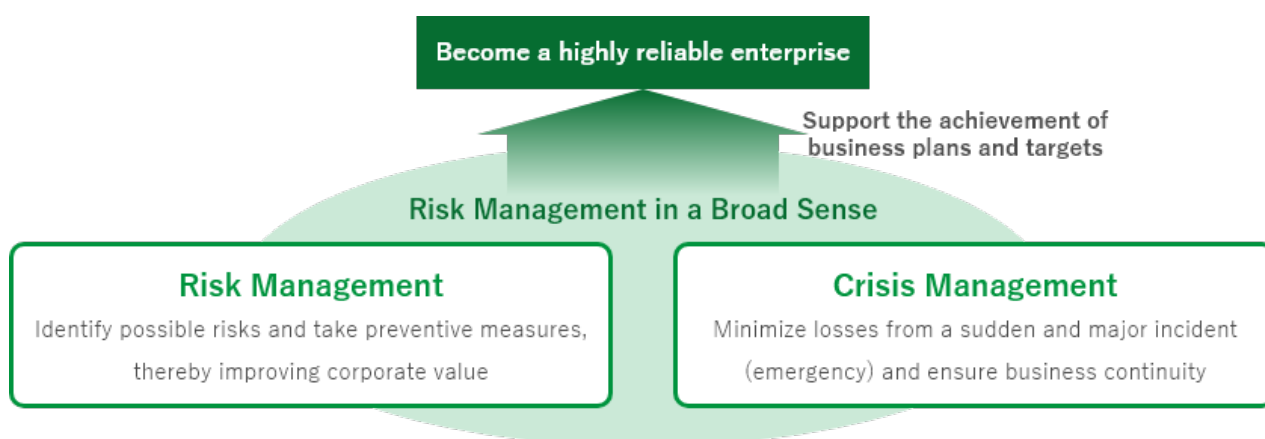 Become a highly reliable enterprise
Support the achievement of
business plans and targets
Risk Management in a Broad Sense
Risk Management
Identify possible risks and take preventive measures,
thereby improving corporate value
Crisis Management
Minimize losses from a sudden and major incident
(emergency) and ensure business continuity